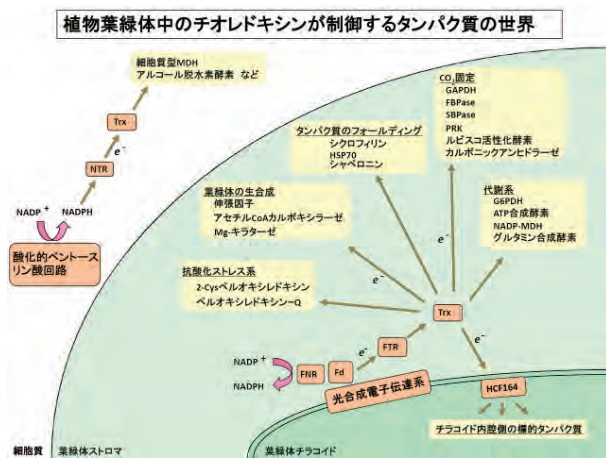 植物葉緑体中のチオレドキシンが制御するタンパク質の世界
細胞質型MDH
アルコール脱水素酵素 など
Trx
e-
NTR
NADP +
NADPH
酸化的ペントース
リン酸回路
CO2固定
GAPDH
FBPase
SBPase
PRK
ルビスコ活性化酵素
カルボニックアンヒドラーゼ
タンパク質のフォールディング
シクロフィリン
HSP70
シャペロニン
葉緑体の生合成
伸張因子
アセチルCoAカルボキシラーゼ
Mg-キラターゼ
代謝系
G6PDH
ATP合成酵素
NADP-MDH
グルタミン合成酵素
抗酸化ストレス系
2-Cysペルオキシレドキシン
ペルオキシレドキシン-Q
e-
e-
Trx
e-
e-
FTR
NADP +
NADPH
FNR
Fd
光合成電子伝達系
HCF164
チラコイド内腔側の標的タンパク質
細胞質
葉緑体ストロマ
葉緑体チラコイド